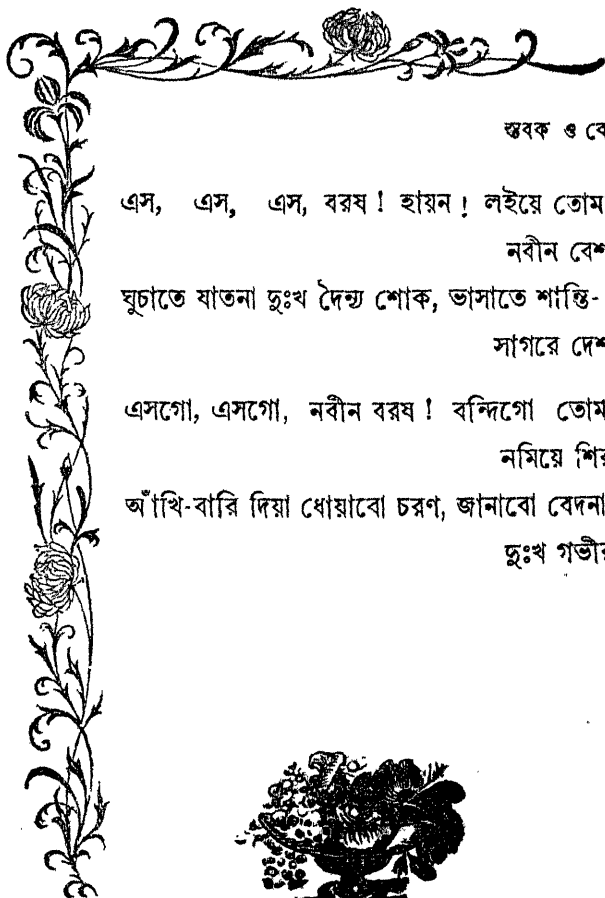 স্তবক ও
এস, এস, এস, বরষ ! হায়ন ! লইয়ে তোম
নবীন বেশ
ঘুচাতে যাতনা দুঃখ দৈন্য শোক, ভাসাতে শান্তি-
সাগরে দেশ
এসগো, এসগো, নবীন বরষ ! বন্দিগো তোম
নমিয়ে শির
আঁখি-বারি দিয়া ধোয়াবো চরণ, জানাবো বেদনা
দুঃখ গভীর